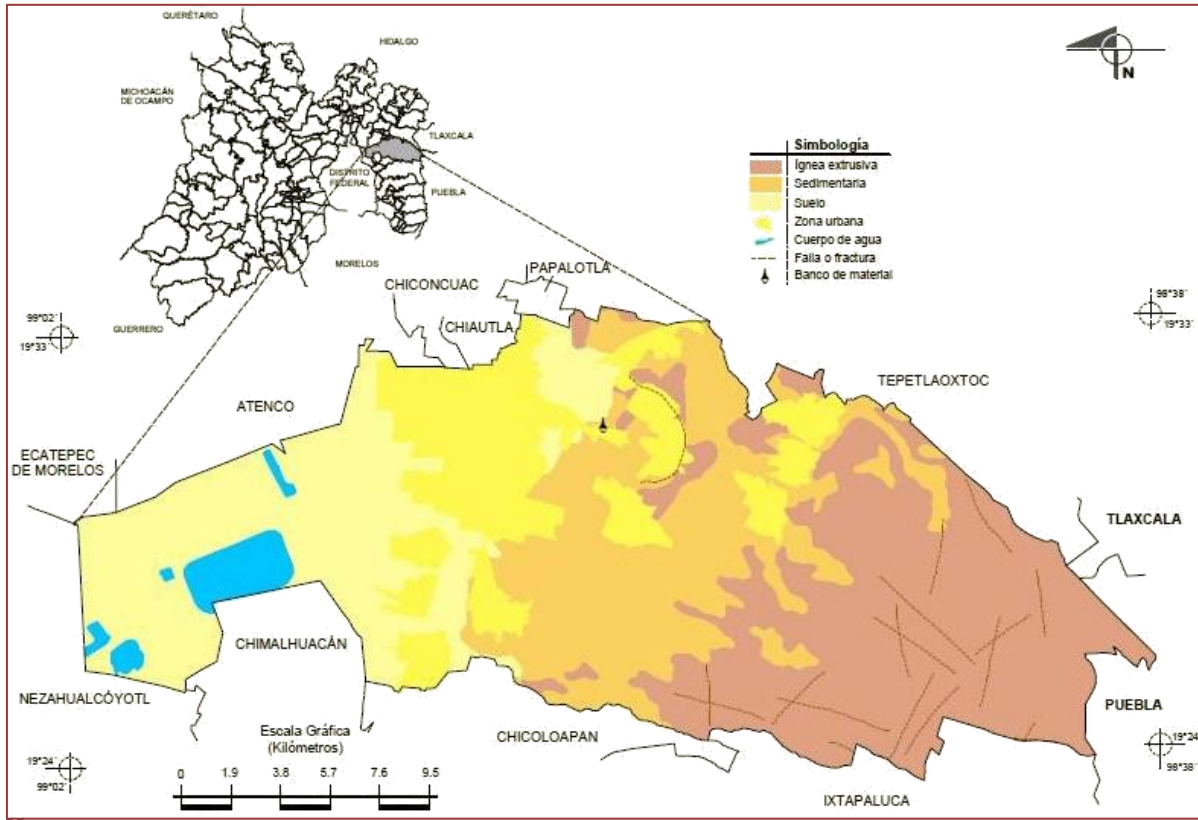 QUERÉTARO
HIDALGO
MICHOACÁN
DE OCAMPO
TLAXCALA
DISTRITO
FEDERAL
PUEBLA
MORELOS
GUERRERO
N
Simbología
Ígnea extrusiva
Sedimentaria
Suelo
Zona urbana
Cuerpo de agua
Falla o fractura
Banco de material
PAPALOTLA
CHICONCUAC
CHIAUTLA
99°02´
19°33
98°38´
19°33´
TEPETLAOXTOC
ATENCO
ECATEPEC
DE MORELOS
TLAXCALA
CHIMALHUACÁN
NEZAHUALCÓYOTL
PUEBLA
Escala Gráfica
(Kilómetros)
CHICOLOAPAN
19°24´
99°02´
19°24´
98°38´
0 1.9 3.8 5.7 7.6 9.5
IXTAPALUCA